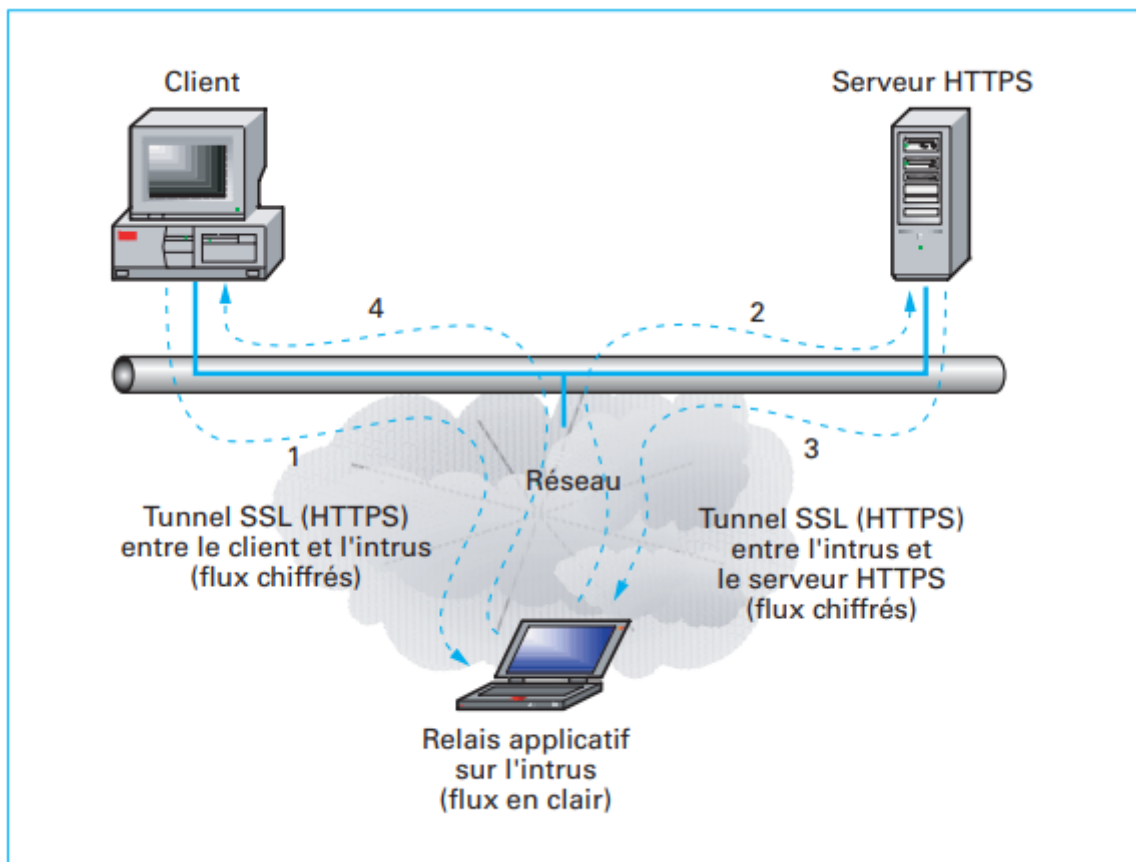 Client
Serveur HTTPS
4
2
1
3
Réseau
Tunnel SSL (HTTPS)
entre le client et l'intrus
(flux chiffrés)
Tunnel SSL (HTTPS)
entre l'intrus et
le serveur HTTPS
(flux chiffrés)
Relais applicatif
sur l'intrus
(flux en clair)